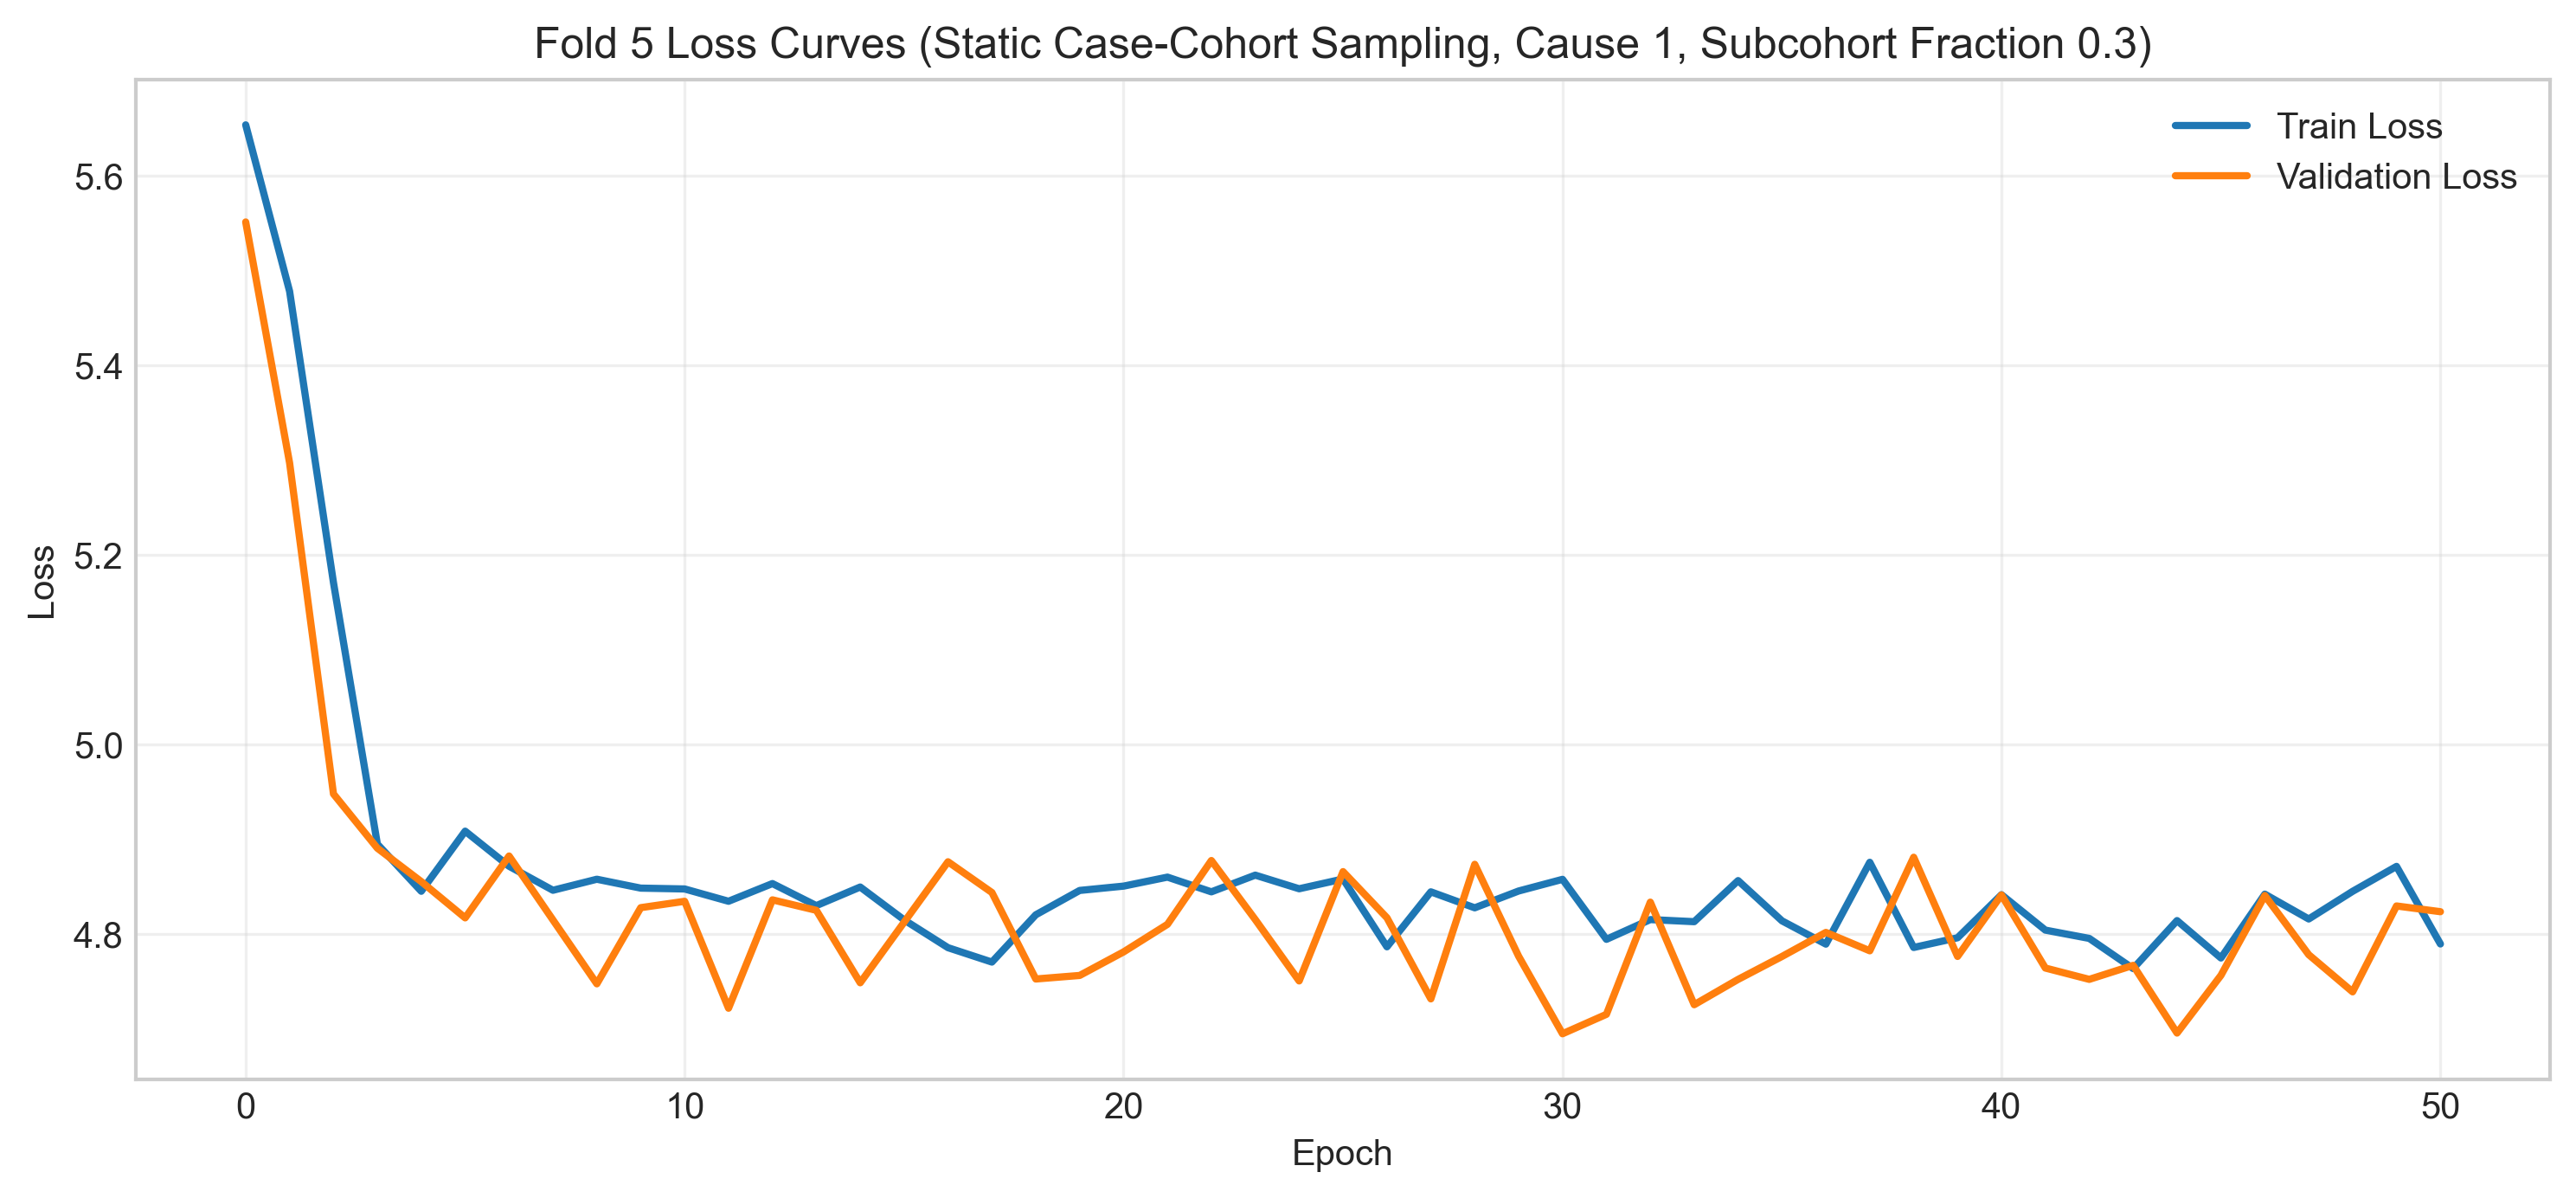 Fold 5 Loss Curves (Static Case-Cohort Sampling, Cause 1, Subcohort Fraction 0.3)
Train Loss
Validation Loss
5.6
5.4
5.2
5.0
4.8
Loss
0 10 20 30 40 50
Epoch